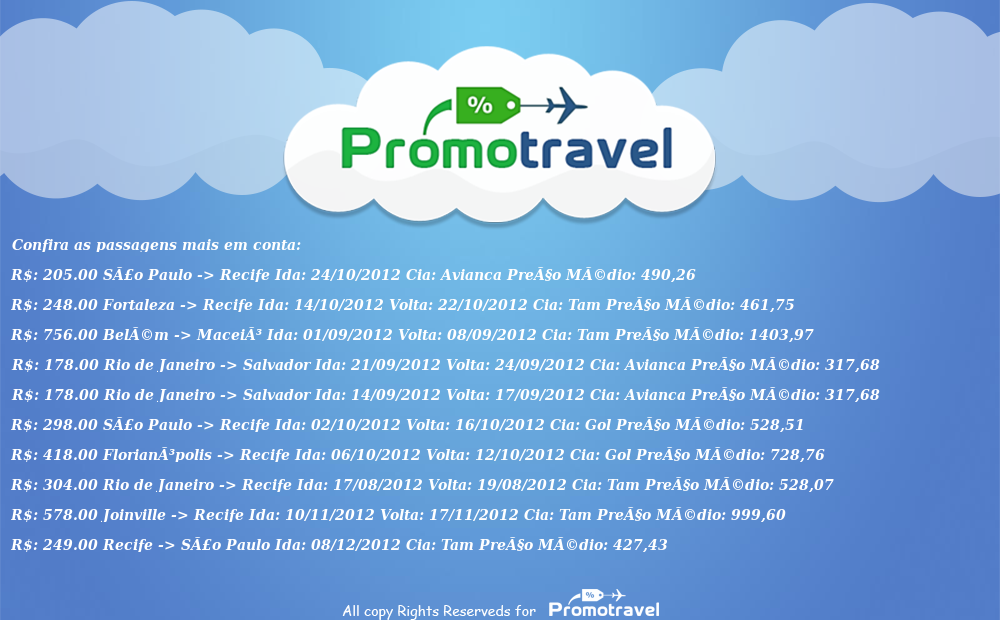 %
Promotravel
Confira as passagens mais em conta:
R$: 205.00 SÃ£o Paulo -> Recife Ida: 24/10/2012 Cia: Avianca PreÃ§o MÃ©dio: 490,26
R$: 248.00 Fortaleza -> Recife Ida: 14/10/2012 Volta: 22/10/2012 Cia: Tam PreÃ§o MÃ©dio: 461,75
R$: 756.00 BelÃ©m -> MaceiÃ³ Ida: 01/09/2012 Volta: 08/09/2012 Cia: Tam PreÃ§o MÃ©dio: 1403,97
R$: 178.00 Rio de Janeiro -> Salvador Ida: 21/09/2012 Volta: 24/09/2012 Cia: Avianca PreÃ§o MÃ©dio: 317,68
R$: 178.00 Rio de Janeiro -> Salvador Ida: 14/09/2012 Volta: 17/09/2012 Cia: Avianca PreÃ§o MÃ©dio: 317,68
R$: 298.00 SÃ£o Paulo -> Recife Ida: 02/10/2012 Volta: 16/10/2012 Cia: Gol PreÃ§o MÃ©dio: 528,51
R$: 418.00 FlorianÃ³polis -> Recife Ida: 06/10/2012 Volta: 12/10/2012 Cia: Gol PreÃ§o MÃ©dio: 728,76
R$: 304.00 Rio de Janeiro -> Recife Ida: 17/08/2012 Volta: 19/08/2012 Cia: Tam PreÃ§o MÃ©dio: 528,07
R$: 578.00 Joinville -> Recife Ida: 10/11/2012 Volta: 17/11/2012 Cia: Tam PreÃ§o MÃ©dio: 999,60
R$: 249.00 Recife -> SÃ£o Paulo Ida: 08/12/2012 Cia: Tam PreÃ§o MÃ©dio: 427,43
%
All copy Rights Reserveds for Promotravel